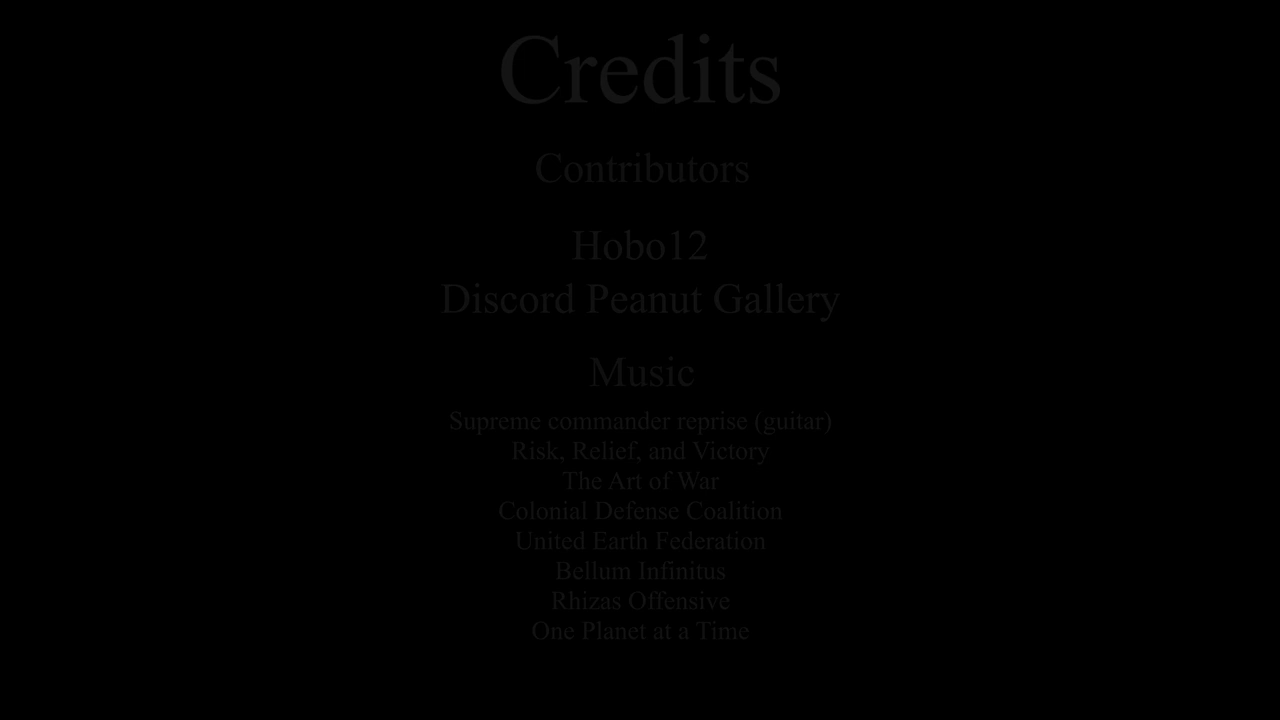 Credits
Contributors
Hobo12
Discord Peanut Gallery
Music
Supreme commander reprise (guitar)
Risk, Relief, and Victory
The Art of War
Colonial Defense Coalition
United Earth Federation
Bellum Infinitus
Rhizas Offensive
One Planet at a Time